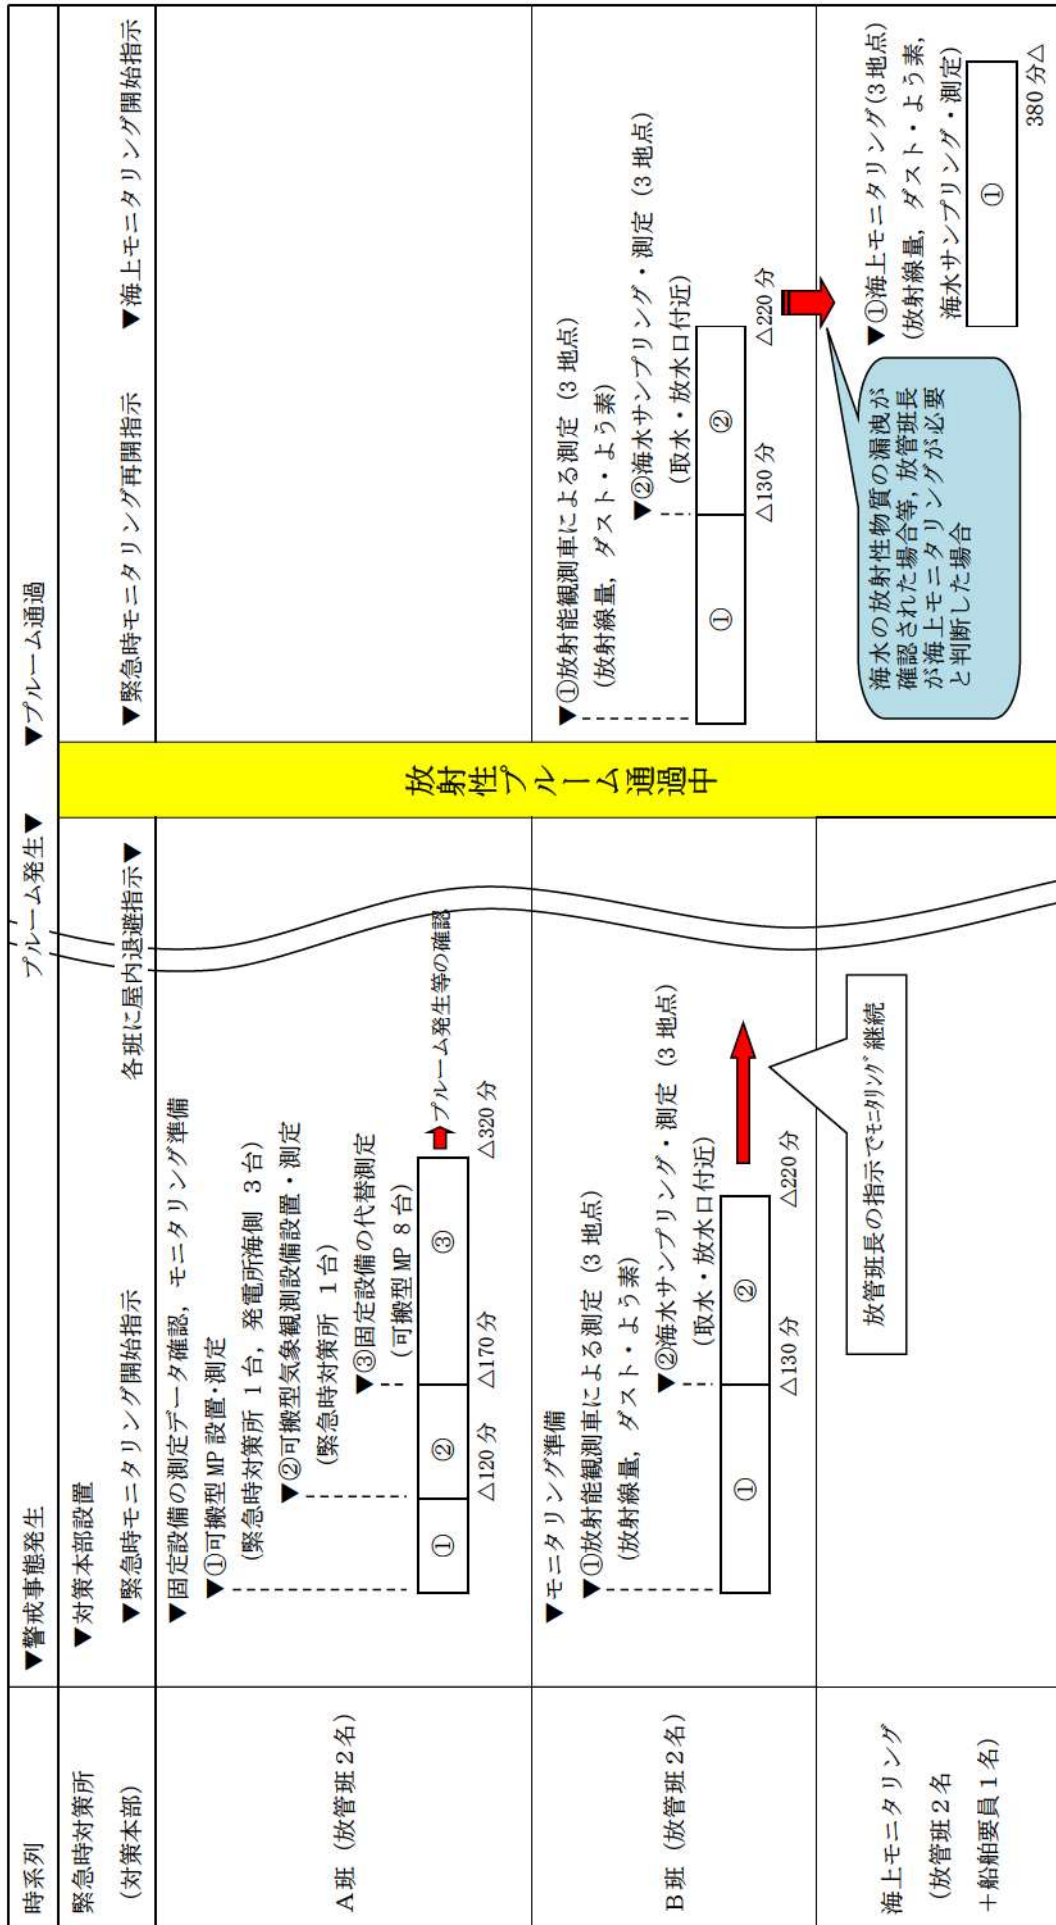 時系列
▼警戒事態発生
プルーム発生▼
▼プルーム通過
緊急時対策所
(対策本部)
▼対策本部設置
▼緊急時モニタリング開始指示
各班に屋内退避指示▼
▼緊急時モニタリング再開指示
▼海上モニタリング開始指示
放射性プルーム通過中
A班 (放管班2名)
▼固定設備の測定データ確認, モニタリング準備
▼①可搬型MP設置・測定
(緊急時対策所 1台, 発電所海側 3台)
▼②可搬型気象観測設備設置・測定
(緊急時対策所 1台)
▼③固定設備の代替測定
(可搬型MP 8台)
① ② ③
プルーム発生等の確認
△120分 △170分 △320分
B班 (放管班2名)
▼モニタリング準備
▼①放射能観測車による測定 (3地点)
(放射線量, ダスト・よう素)
▼②海水サンプリング・測定 (3地点)
(取水・放水口付近)
① ②
△130分 △220分
▼①放射能観測車による測定 (3地点)
(放射線量, ダスト・よう素)
▼②海水サンプリング・測定 (3地点)
(取水・放水口付近)
① ②
△130分 △220分
海上モニタリング
(放管班2名
+船舶要員1名)
放管班長の指示でモニタリング継続
海水の放射性物質の漏洩が
確認された場合等, 放管班長
が海上モニタリングが必要
と判断した場合
▼①海上モニタリング(3地点)
(放射線量, ダスト・よう素,
海水サンプリング・測定)
①
380分△